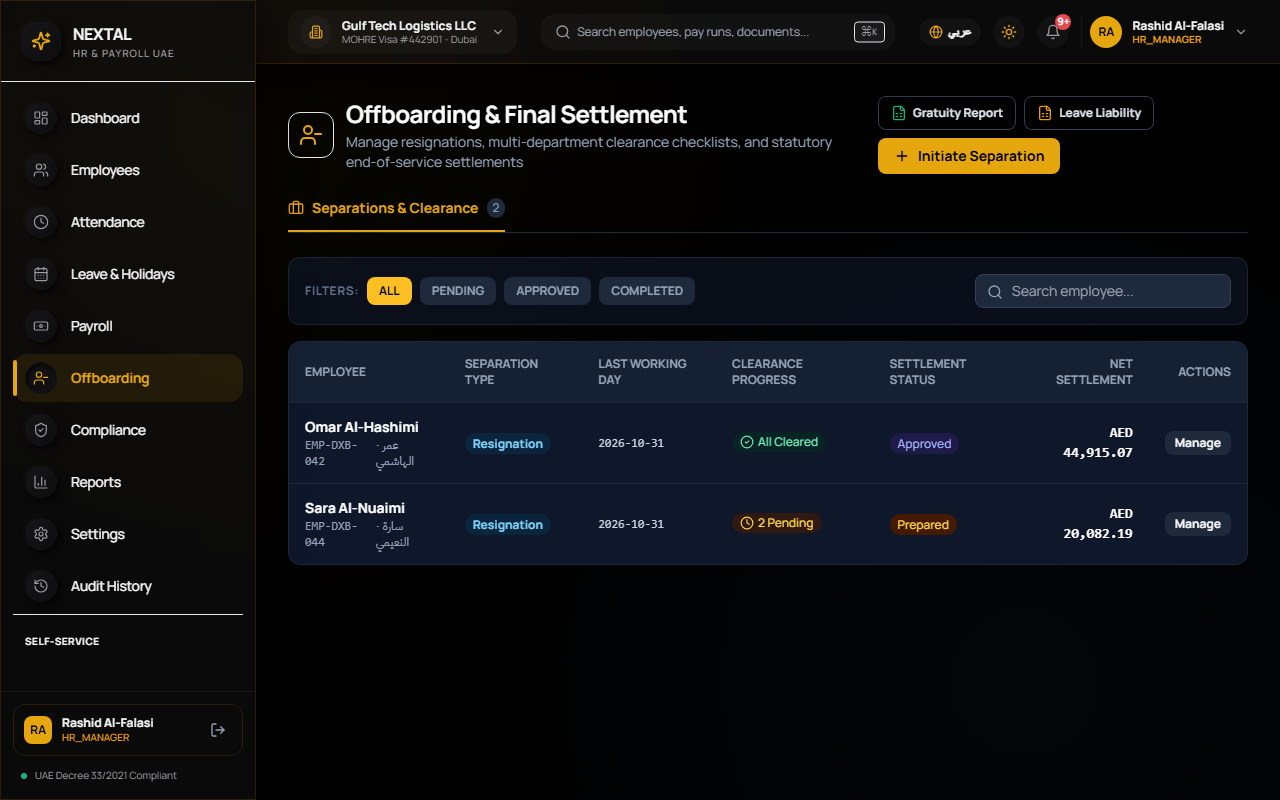 NEXTAL
HR & PAYROLL UAE
Gulf Tech Logistics LLC
MOHRE Visa #442901 - Dubai
Search employees, pay runs, documents...
⌘K
عربي
9+
RA
Rashid Al-Falasi
HR_MANAGER
Dashboard
Employees
Attendance
Leave & Holidays
Payroll
Offboarding
Compliance
Reports
Settings
Audit History
SELF-SERVICE
RA
Rashid Al-Falasi
HR_MANAGER
UAE Decree 33/2021 Compliant
Offboarding & Final Settlement
Manage resignations, multi-department clearance checklists, and statutory
end-of-service settlements
Gratuity Report
Leave Liability
Initiate Separation
Separations & Clearance 2
FILTERS: ALL PENDING APPROVED COMPLETED
Search employee...
EMPLOYEE
SEPARATION
TYPE
LAST WORKING
DAY
CLEARANCE
PROGRESS
SETTLEMENT
STATUS
NET
SETTLEMENT
ACTIONS
Omar Al-Hashimi
EMP-DXB-
042
· عمر
الهاشمي
Resignation
2026-10-31
All Cleared
Approved
AED
44,915.07
Manage
Sara Al-Nuaimi
EMP-DXB-
044
· سارة
النعيمي
Resignation
2026-10-31
2 Pending
Prepared
AED
20,082.19
Manage